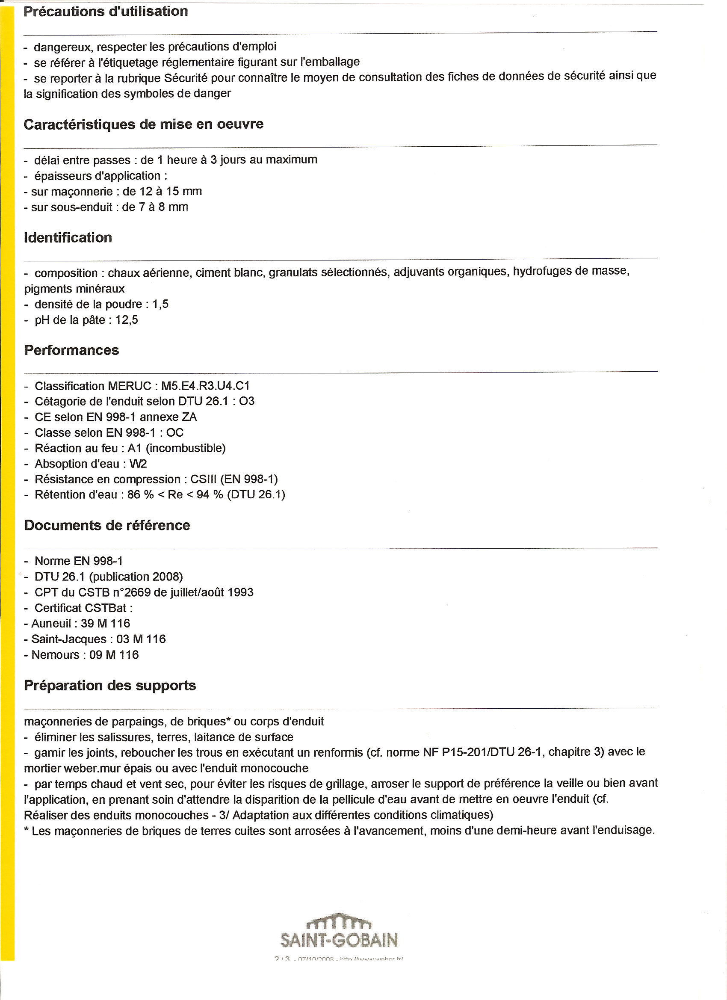 Précautions d'utilisation
- dangereux, respecter les précautions d'emploi
- se référer à l'étiquetage réglementaire figurant sur l'emballage
- se reporter à la rubrique Sécurité pour connaître le moyen de consultation des fiches de données de sécurité ainsi que
la signification des symboles de danger
Caractéristiques de mise en oeuvre
- délai entre passes : de 1 heure à 3 jours au maximum
- épaisseurs d'application :
- sur maçonnerie : de 12 à 15 mm
- sur sous-enduit : de 7 à 8 mm
Identification
- composition : chaux aérienne, ciment blanc, granulats sélectionnés, adjuvants organiques, hydrofuges de masse,
pigments minéraux
- densité de la poudre : 1,5
- pH de la pâte : 12,5
Performances
- Classification MERUC : M5.E4.R3.U4.C1
- Cétagorie de l'enduit selon DTU 26.1 : O3
- CE selon EN 998-1 annexe ZA
- Classe selon EN 998-1 : OC
- Réaction au feu : A1 (incombustible)
- Absoption d'eau : W2
- Résistance en compression : CSIII (EN 998-1)
- Rétention d'eau : 86 % < Re < 94 % (DTU 26.1)
Documents de référence
- Norme EN 998-1
- DTU 26.1 (publication 2008)
- CPT du CSTB n°2669 de juillet/août 1993
- Certificat CSTBat :
- Auneuil : 39 M 116
- Saint-Jacques : 03 M 116
- Nemours : 09 M 116
Préparation des supports
maçonneries de parpaings, de briques* ou corps d'enduit
- éliminer les salissures, terres, laitance de surface
- garnir les joints, reboucher les trous en exécutant un renformis (cf. norme NF P15-201/DTU 26-1, chapitre 3) avec le
mortier weber.mur épais ou avec l'enduit monocouche
- par temps chaud et vent sec, pour éviter les risques de grillage, arroser le support de préférence la veille ou bien avant
l'application, en prenant soin d'attendre la disparition de la pellicule d'eau avant de mettre en oeuvre l'enduit (cf.
Réaliser des enduits monocouches - 3/ Adaptation aux différentes conditions climatiques)
* Les maçonneries de briques de terres cuites sont arrosées à l'avancement, moins d'une demi-heure avant l'enduisage.
SAINT-GOBAIN
2 / 3 - 07/10/2008 - http://www.weber.fr/